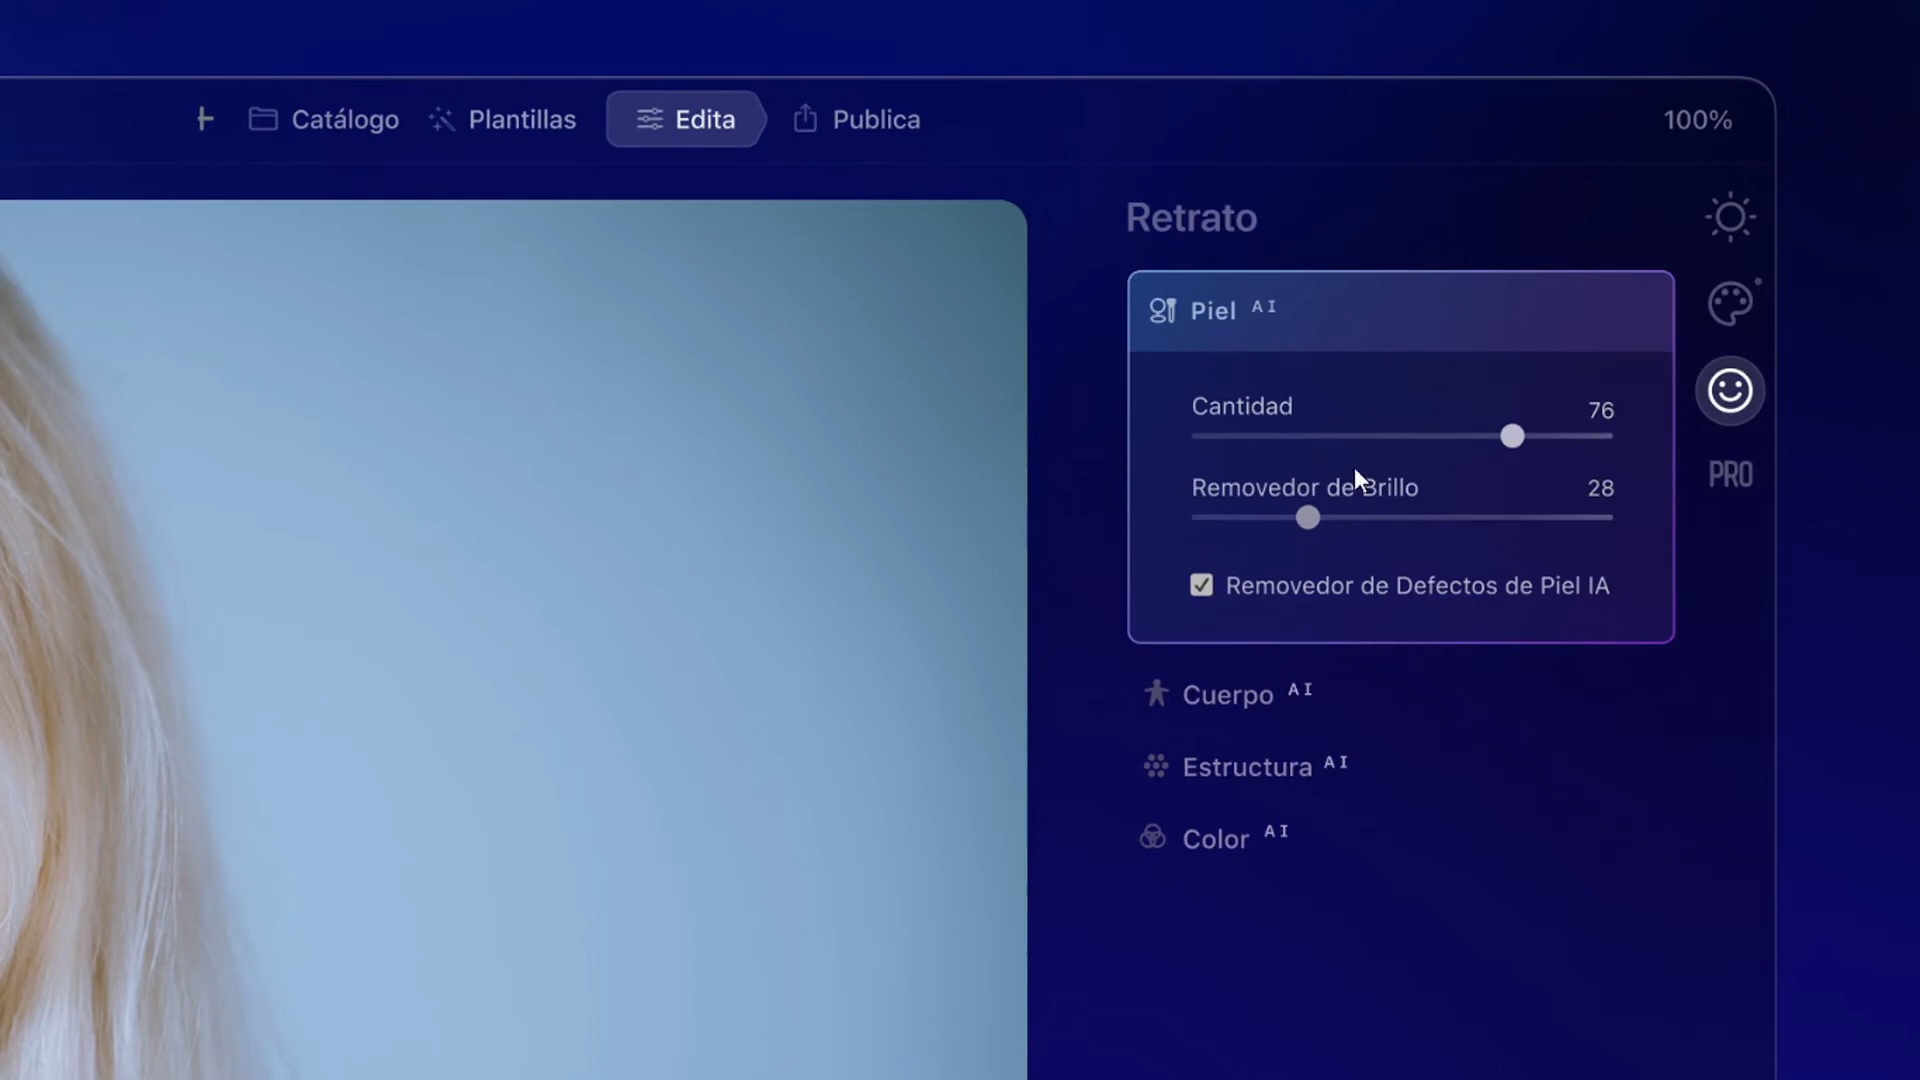 Catálogo Plantillas Edita Publica 100%
Retrato
Piel AI
Cantidad 76
Removedor de Brillo 28
Removedor de Defectos de Piel IA
PRO
Cuerpo AI
Estructura AI
Color AI